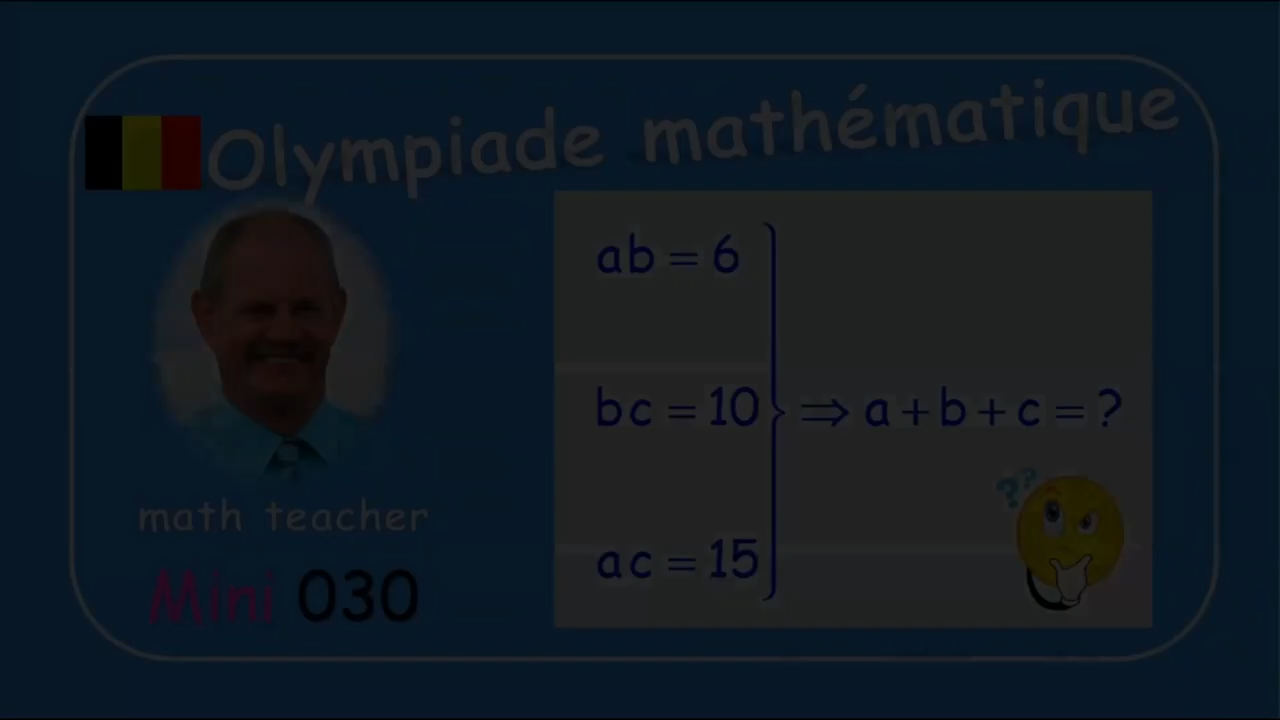 Olympiade mathématique
ab = 6
bc = 10 ⇒ a + b + c = ?
ac = 15
??
math teacher
Mini 030